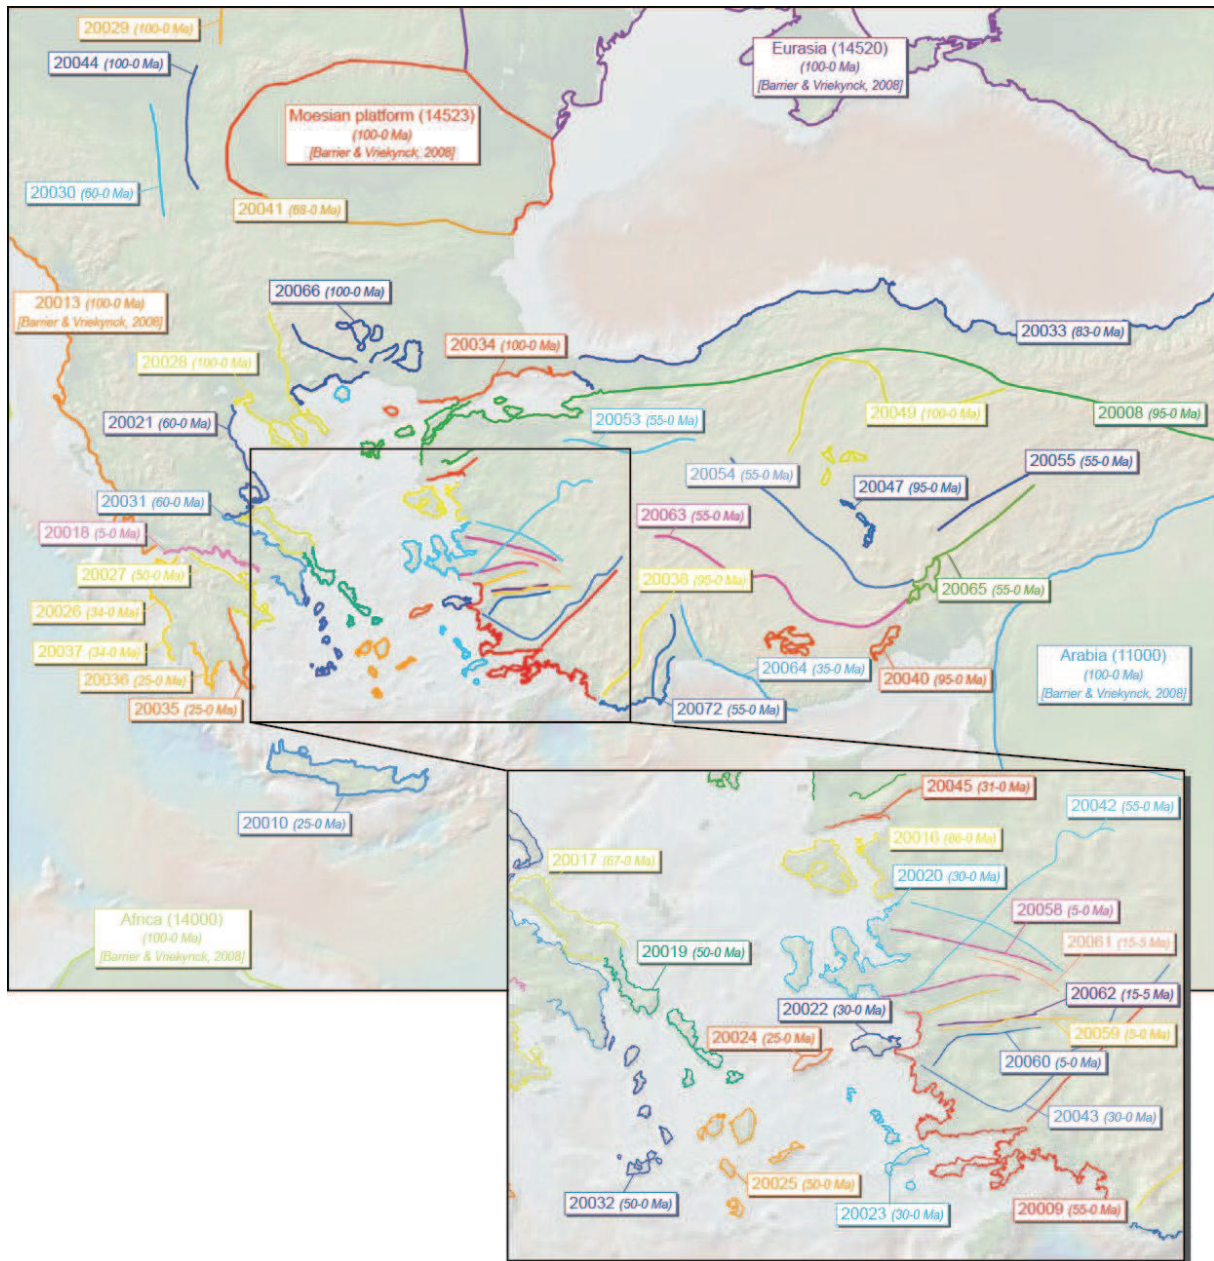 20029 (100-0 Ma)
20044 (100-0 Ma)
Eurasia (14520)
(100-0 Ma)
[Barrier & Vriekynck, 2008]
Moesian platform (14523)
(100-0 Ma)
[Barrier & Vriekynck, 2008]
20030 (60-0 Ma)
20041 (68-0 Ma)
20066 (100-0 Ma)
20013 (100-0 Ma)
[Barrier & Vriekynck, 2008]
20033 (83-0 Ma)
20034 (100-0 Ma)
20028 (100-0 Ma)
20021 (60-0 Ma)
20053 (55-0 Ma)
20049 (100-0 Ma)
20008 (95-0 Ma)
20054 (55-0 Ma)
20055 (55-0 Ma)
20047 (95-0 Ma)
20031 (60-0 Ma)
20063 (55-0 Ma)
20018 (5-0 Ma)
20027 (50-0 Ma)
20038 (95-0 Ma)
20065 (55-0 Ma)
20026 (34-0 Ma)
20037 (34-0 Ma)
20036 (25-0 Ma)
20064 (35-0 Ma)
20040 (95-0 Ma)
Arabia (11000)
(100-0 Ma)
[Barrier & Vriekynck, 2008]
20035 (25-0 Ma)
20072 (55-0 Ma)
20010 (25-0 Ma)
20045 (31-0 Ma)
20042 (55-0 Ma)
20016 (66-0 Ma)
20017 (67-0 Ma)
20020 (30-0 Ma)
20058 (5-0 Ma)
Africa (14000)
(100-0 Ma)
[Barrier & Vriekynck, 2008]
20061 (15-5 Ma)
20019 (50-0 Ma)
20062 (15-5 Ma)
20022 (30-0 Ma)
20024 (25-0 Ma)
20059 (5-0 Ma)
20060 (5-0 Ma)
20043 (30-0 Ma)
20025 (50-0 Ma)
20032 (50-0 Ma)
20023 (30-0 Ma)
20009 (55-0 Ma)